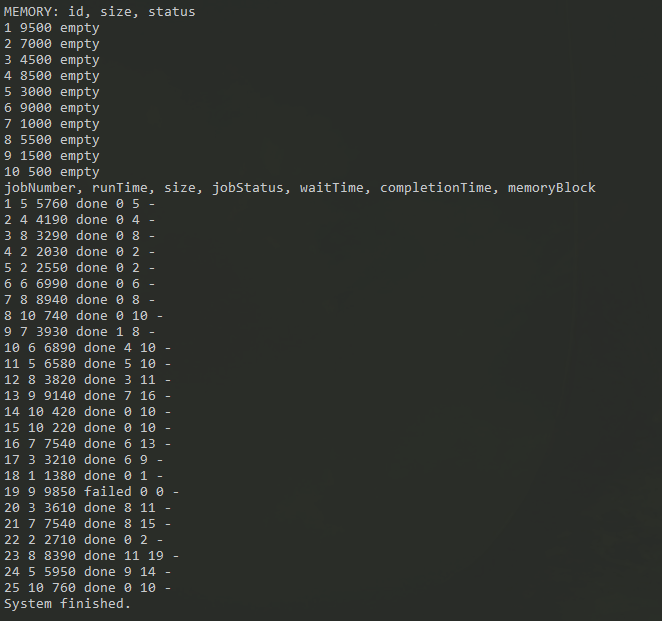 MEMORY: id, size, status
1 9500 empty
2 7000 empty
3 4500 empty
4 8500 empty
5 3000 empty
6 9000 empty
7 1000 empty
8 5500 empty
9 1500 empty
10 500 empty
jobNumber, runTime, size, jobStatus, waitTime, completionTime, memoryBlock
1 5 5760 done 0 5 -
2 4 4190 done 0 4 -
3 8 3290 done 0 8 -
4 2 2030 done 0 2 -
5 2 2550 done 0 2 -
6 6 6990 done 0 6 -
7 8 8940 done 0 8 -
8 10 740 done 0 10 -
9 7 3930 done 1 8 -
10 6 6890 done 4 10 -
11 5 6580 done 5 10 -
12 8 3820 done 3 11 -
13 9 9140 done 7 16 -
14 10 420 done 0 10 -
15 10 220 done 0 10 -
16 7 7540 done 6 13 -
17 3 3210 done 6 9 -
18 1 1380 done 0 1 -
19 9 9850 failed 0 0 -
20 3 3610 done 8 11 -
21 7 7540 done 8 15 -
22 2 2710 done 0 2 -
23 8 8390 done 11 19 -
24 5 5950 done 9 14 -
25 10 760 done 0 10 -
System finished.